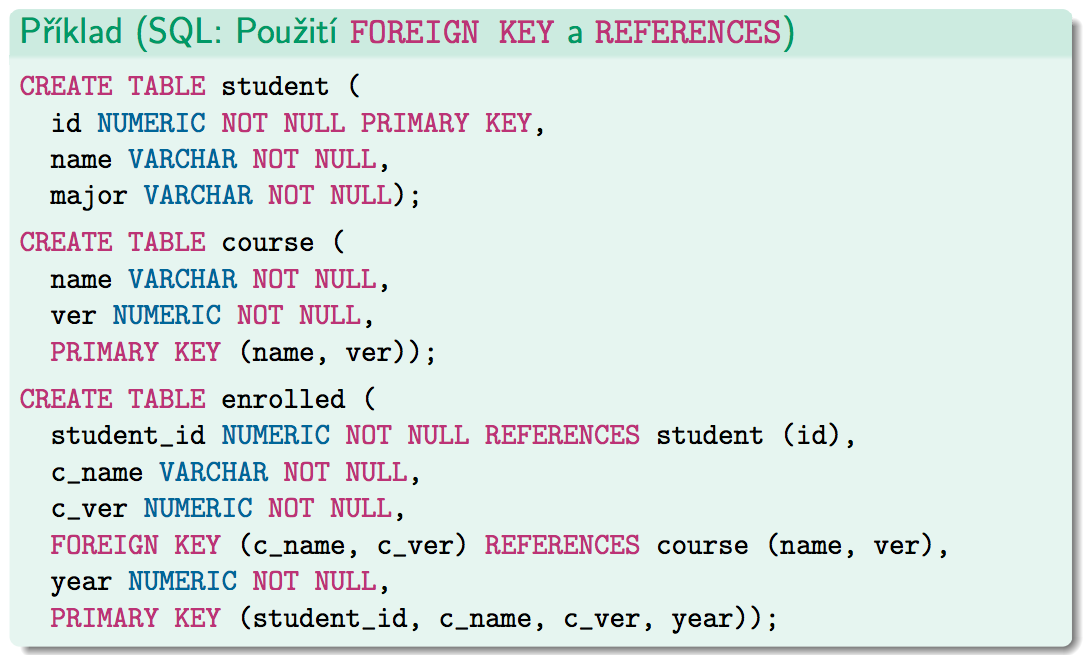 Příklad (SQL: Použití FOREIGN KEY a REFERENCES)
CREATE TABLE student (
  id NUMERIC NOT NULL PRIMARY KEY,
  name VARCHAR NOT NULL,
  major VARCHAR NOT NULL);
CREATE TABLE course (
  name VARCHAR NOT NULL,
  ver NUMERIC NOT NULL,
  PRIMARY KEY (name, ver));
CREATE TABLE enrolled (
  student_id NUMERIC NOT NULL REFERENCES student (id),
  c_name VARCHAR NOT NULL,
  c_ver NUMERIC NOT NULL,
  FOREIGN KEY (c_name, c_ver) REFERENCES course (name, ver),
  year NUMERIC NOT NULL,
  PRIMARY KEY (student_id, c_name, c_ver, year));